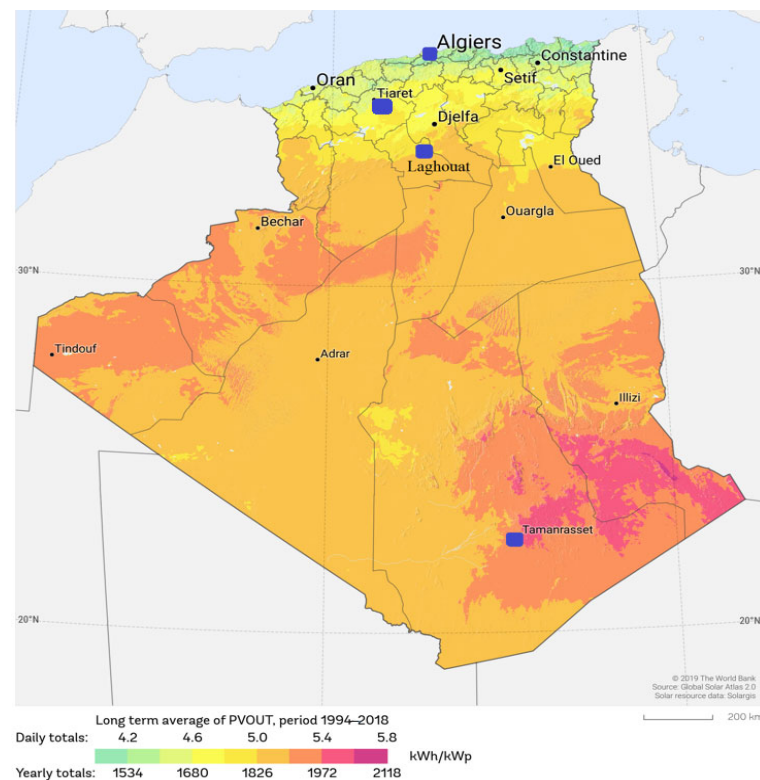 Algiers
Constantine
Oran
Setif
Tiaret
Djelfa
Laghouat
El Oued
Ouargla
Bechar
30°N
30°N
Tindouf
Adrar
Illizi
Tamanrasset
20°N
20°N
© 2019 The World Bank
Source: Global Solar Atlas 2.0
Solar resource data: Solargis
Long term average of PVOUT, period 1994–2018
200 km
Daily totals: 4.2 4.6 5.0 5.4 5.8
kWh/kWp
Yearly totals: 1534 1680 1826 1972 2118